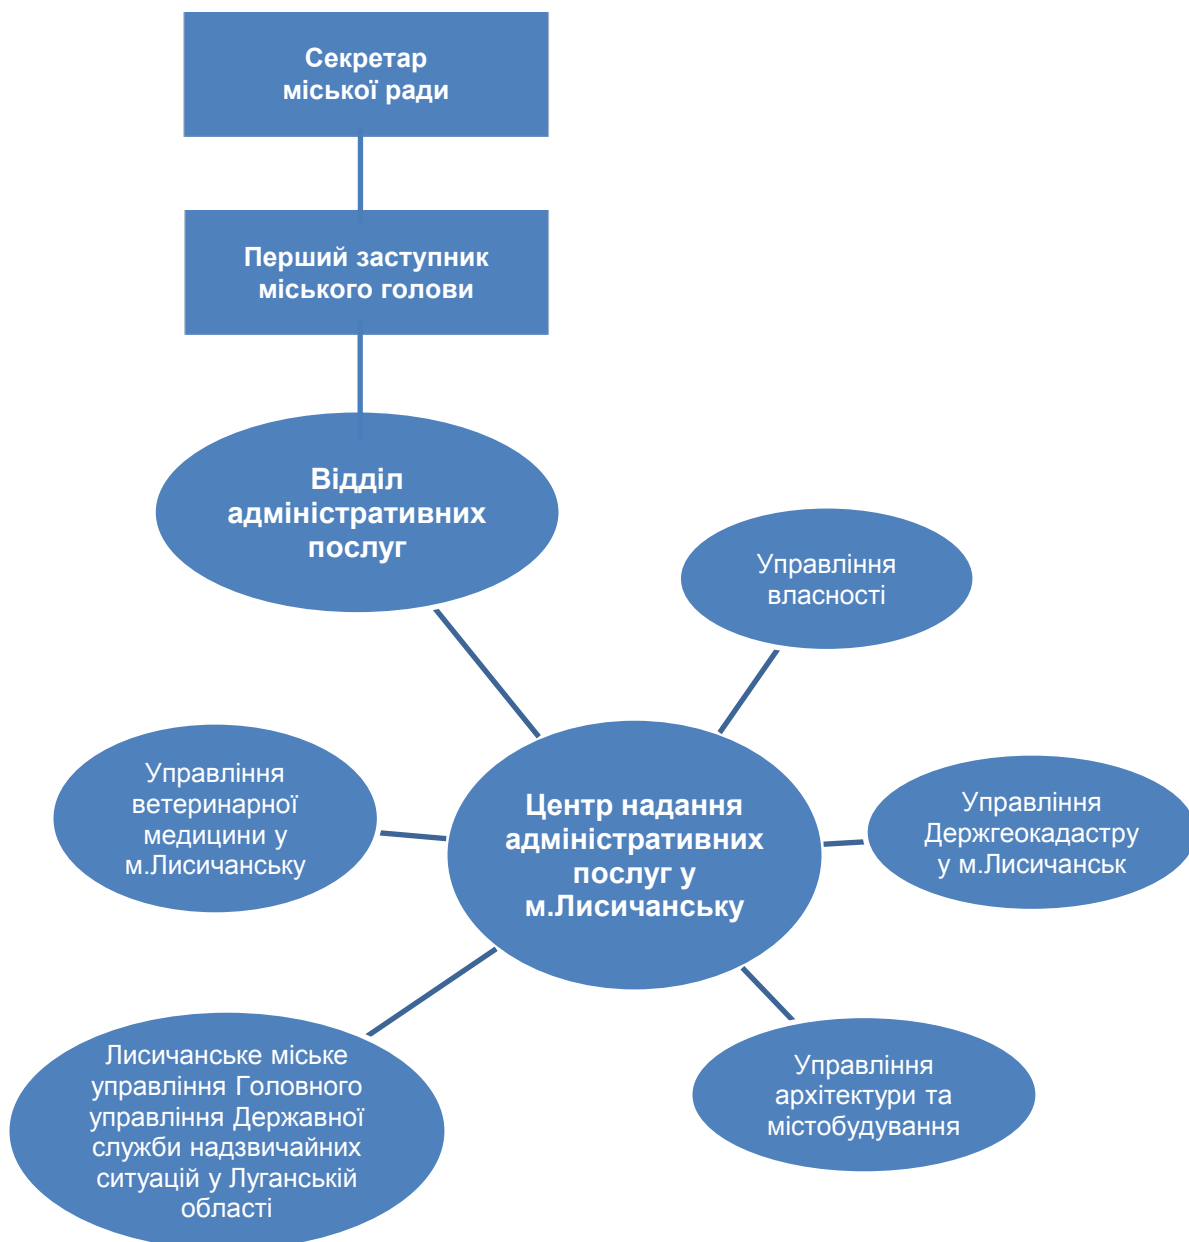 Секретар
міської ради
Перший заступник
міського голови
Відділ
адміністративних
послуг
Управління
власності
Управління
ветеринарної
медицини у
м.Лисичанську
Центр надання
адміністративних
послуг у
м.Лисичанську
Управління
Держгеокадастру
у м.Лисичанськ
Лисичанське міське
управління Головного
управління Державної
служби надзвичайних
ситуацій у Луганській
області
Управління
архітектури та
містобудування